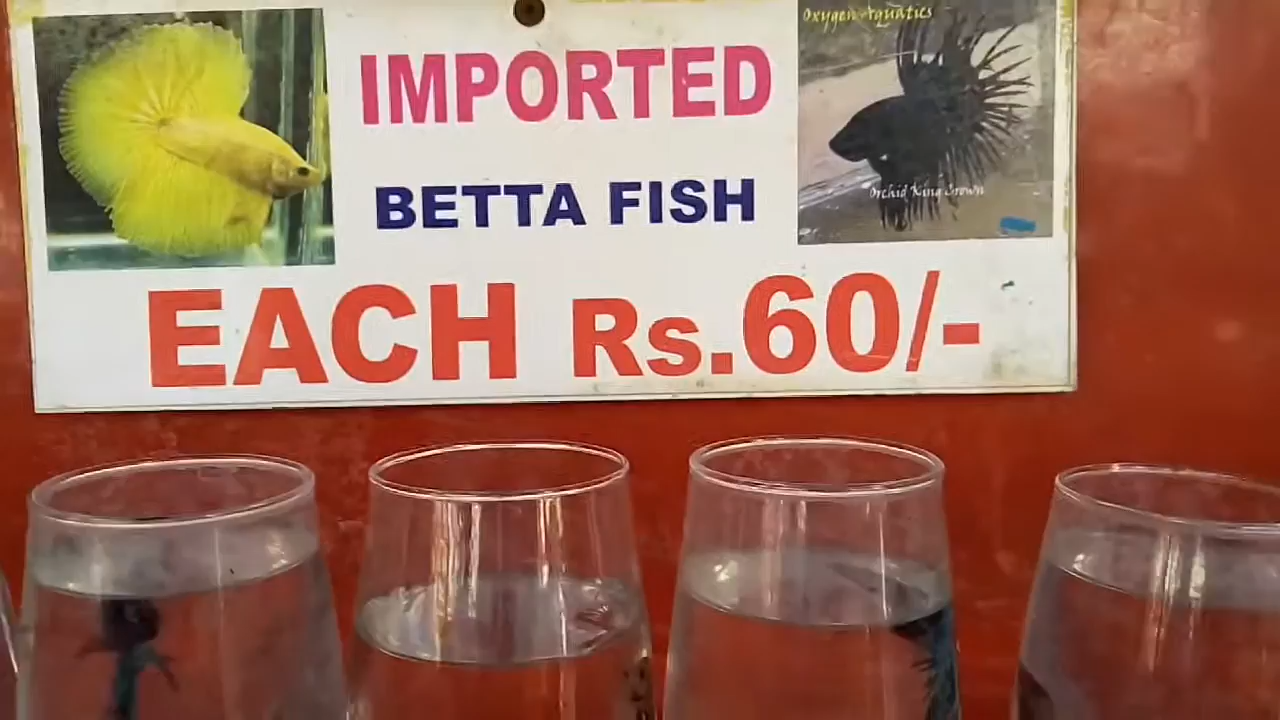 Oxygen Aquatics
IMPORTED
BETTA FISH
Orchid King Crown
EACH Rs.60/-